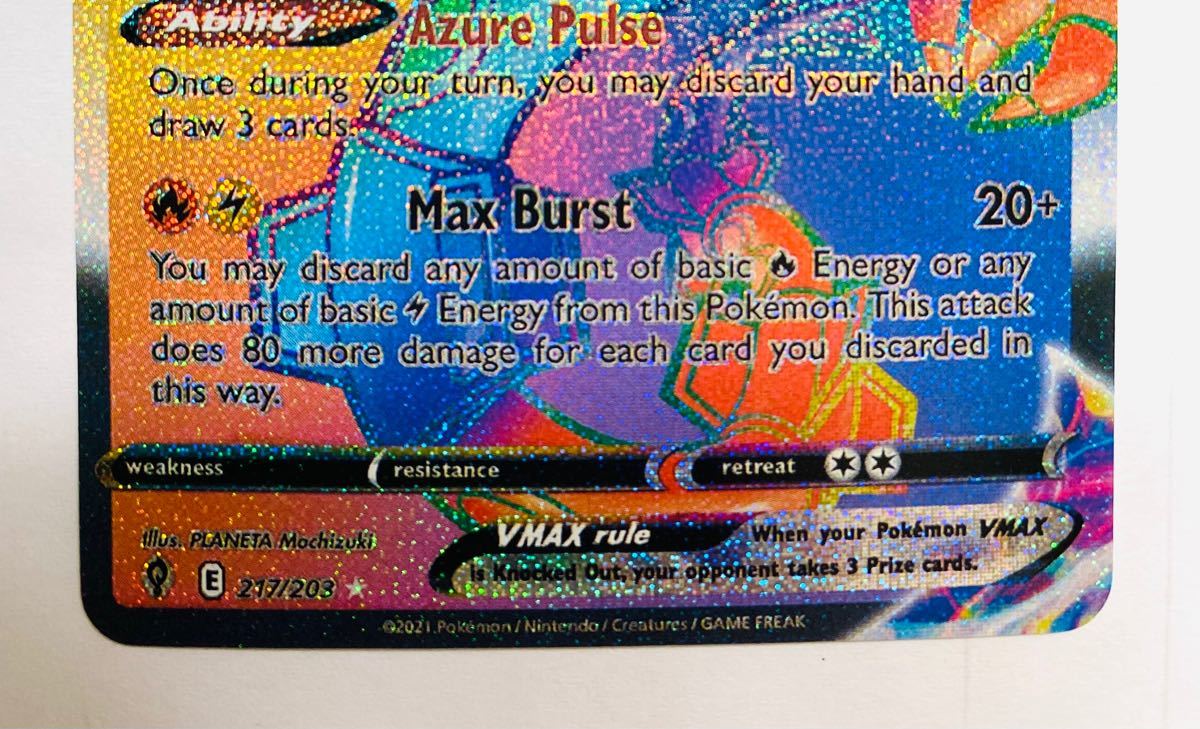 Ability Azure Pulse
Once during your turn, you may discard your hand and
draw 3 cards.
Max Burst 20+
You may discard any amount of basic Energy or any
amount of basic Energy from this Pokémon. This attack
does 80 more damage for each card you discarded in
this way.
weakness resistance retreat
Illus. PLANETA Mochizuki
VMAX rule When your Pokémon VMAX
is Knocked Out, your opponent takes 3 Prize cards.
E 217/203
©2021 Pokémon / Nintendo / Creatures / GAME FREAK